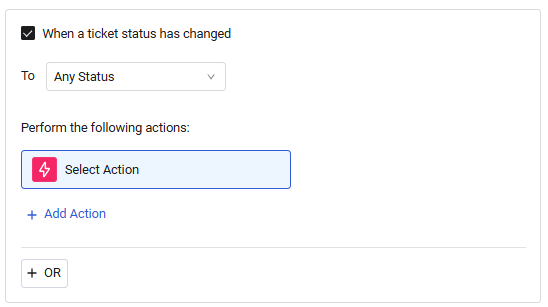 When a ticket status has changed
To Any Status
Perform the following actions:
Select Action
+ Add Action
+ OR